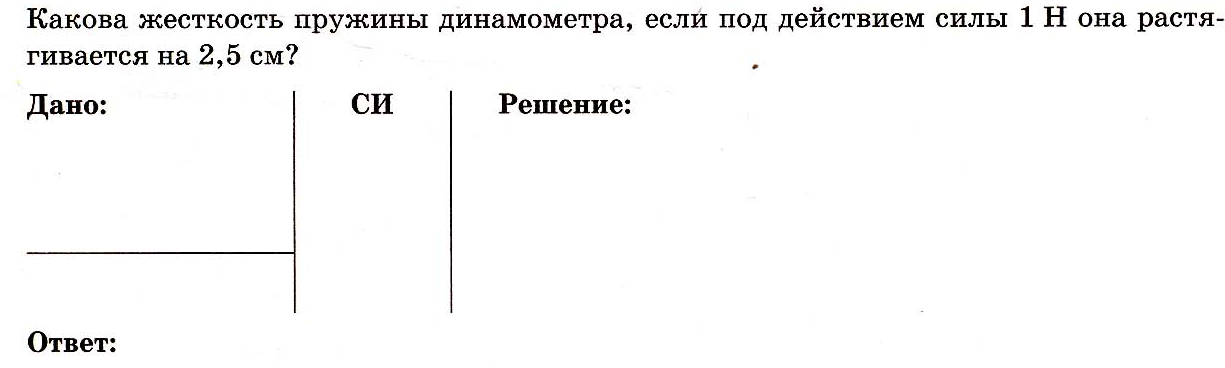 Какова жесткость пружины динамометра, если под действием силы 1 Н она растя-
гивается на 2,5 см?
Дано:
СИ
Решение:
Ответ: